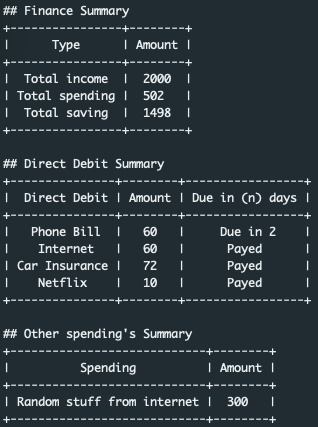 ## Finance Summary
+----------------+--------+
|      Type      | Amount |
+----------------+--------+
|  Total income  |  2000  |
| Total spending |  502   |
|  Total saving  |  1498  |
+----------------+--------+
## Direct Debit Summary
+---------------+--------+-----------------+
|  Direct Debit | Amount | Due in (n) days |
+---------------+--------+-----------------+
|   Phone Bill  |   60   |     Due in 2    |
|    Internet   |   60   |      Payed      |
| Car Insurance |   72   |      Payed      |
|    Netflix    |   10   |      Payed      |
+---------------+--------+-----------------+
## Other spending's Summary
+----------------------------+--------+
|          Spending          | Amount |
+----------------------------+--------+
| Random stuff from internet |  300   |
+----------------------------+--------+